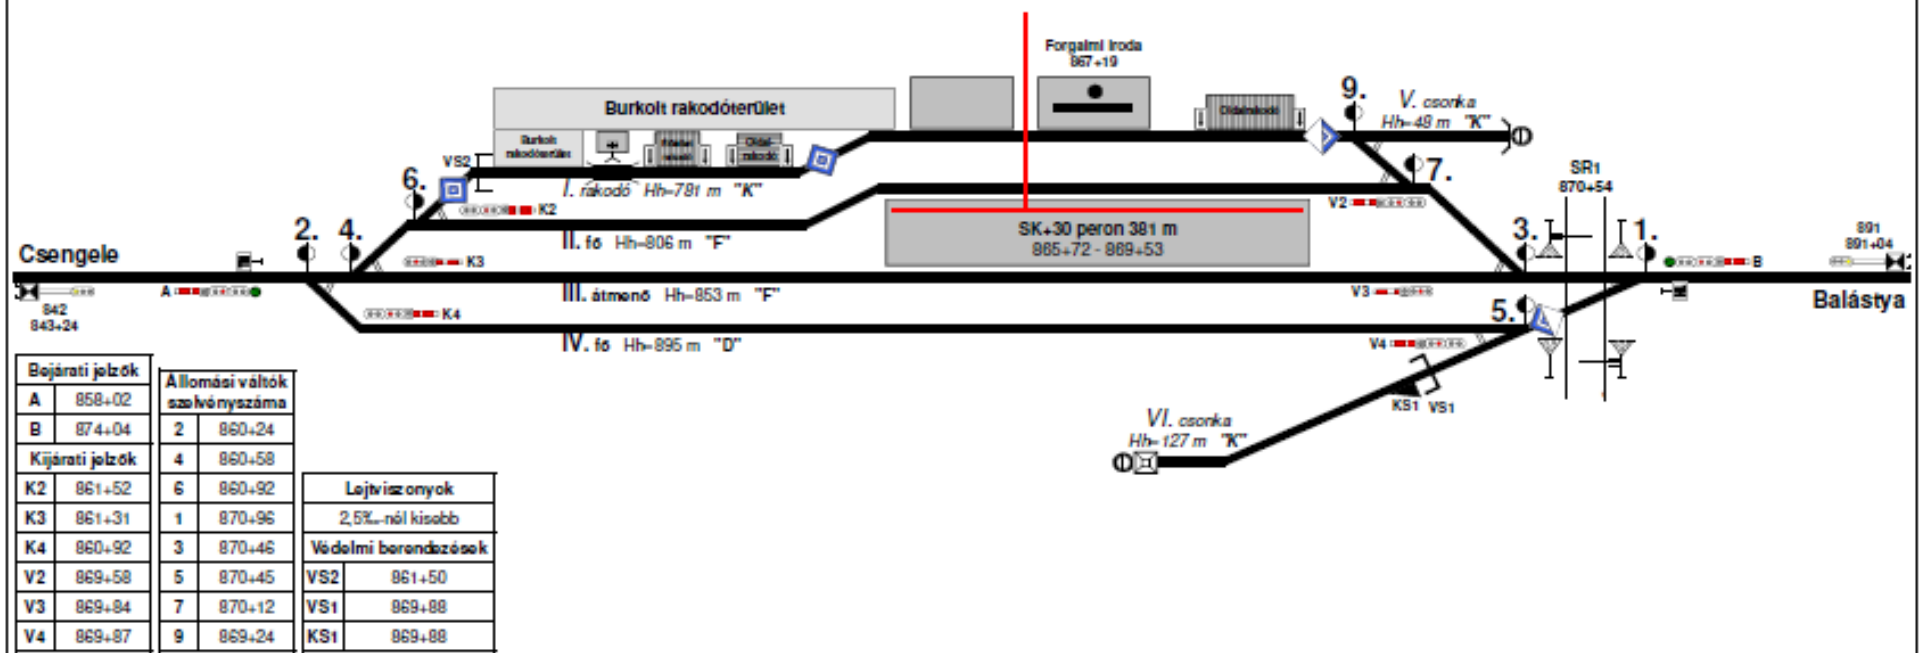 Forgalmi Iroda
867+19
9.
V. csonka
Hh=48 m "K"
Burkolt rakodóterület
Burkolt
rakodóterület
Oldal-
rakodó
Oldalrakodó
VS2
6.
I. rakodó Hh=781 m "K"
7.
SR1
870+54
K2
V2
SK+30 peron 381 m
865+72 - 869+53
2.
4.
3.
1.
891
891+04
II. fő Hh=806 m "F"
Csengele
K3
B
A
III. átmenő Hh=853 m "F"
V3
Balástya
842
843+24
K4
5.
IV. fő Hh=895 m "D"
V4
KS1 VS1
VI. csonka
Hh=127 m "K"
Bejárati jelzők
A 858+02
B 874+04
Kijárati jelzők
K2 861+52
K3 861+31
K4 860+92
V2 869+58
V3 869+84
V4 869+87
Állomási váltók
szelvényszáma
2 860+24
4 860+58
6 860+92
1 870+96
3 870+46
5 870+45
7 870+12
9 869+24
Lejtviszonyok
2,5‰-nél kisebb
Védelmi berendezések
VS2 861+50
VS1 869+88
KS1 869+88